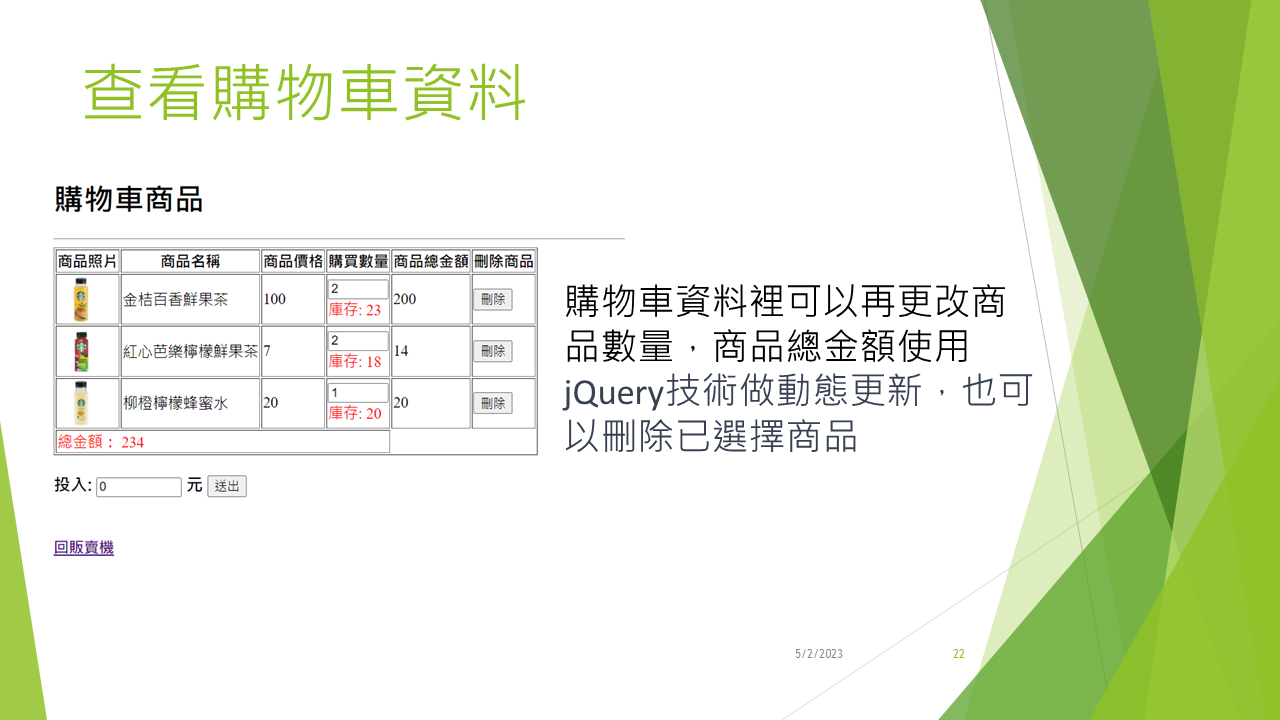 查看購物車資料
購物車商品
商品照片 商品名稱 商品價格 購買數量 商品總金額 刪除商品
金桔百香鮮果茶 100 2 庫存: 23 200 刪除
紅心芭樂檸檬鮮果茶 7 2 庫存: 18 14 刪除
柳橙檸檬蜂蜜水 20 1 庫存: 20 20 刪除
總金額： 234
投入: 0 元 送出
回販賣機
購物車資料裡可以再更改商
品數量，商品總金額使用
jQuery技術做動態更新，也可
以刪除已選擇商品
5/2/2023
22